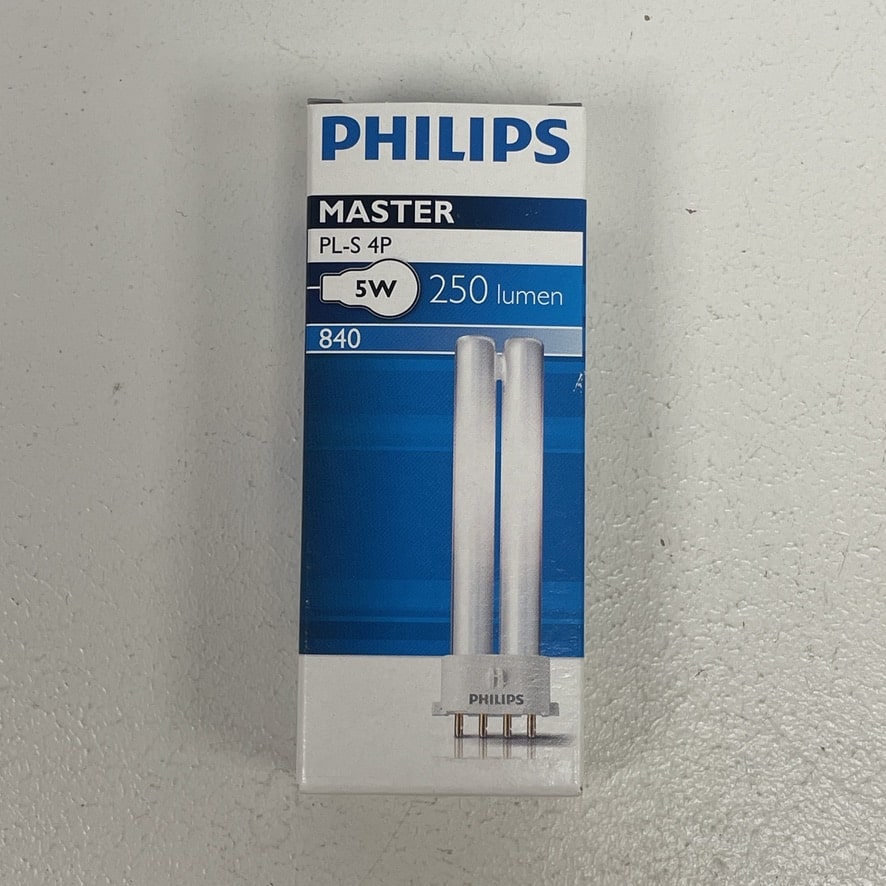 PHILIPS
MASTER
PL-S 4P
5W 250 lumen
840
PHILIPS